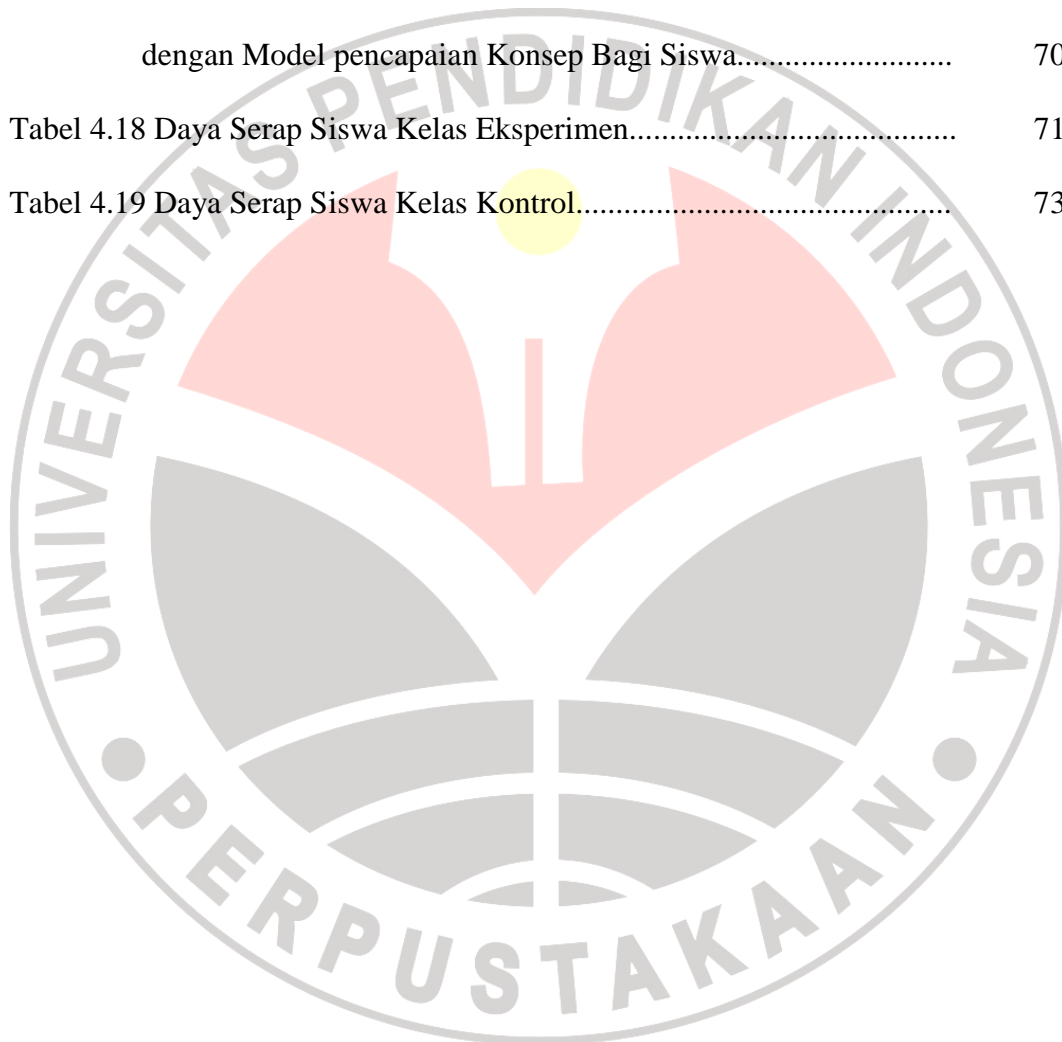 dengan Model pencapaian Konsep Bagi Siswa.......................... 70
Tabel 4.18 Daya Serap Siswa Kelas Eksperimen....................................... 71
Tabel 4.19 Daya Serap Siswa Kelas Kontrol............................................. 73
UNIVERSITAS PENDIDIKAN INDONESIA
PERPUSTAKAAN